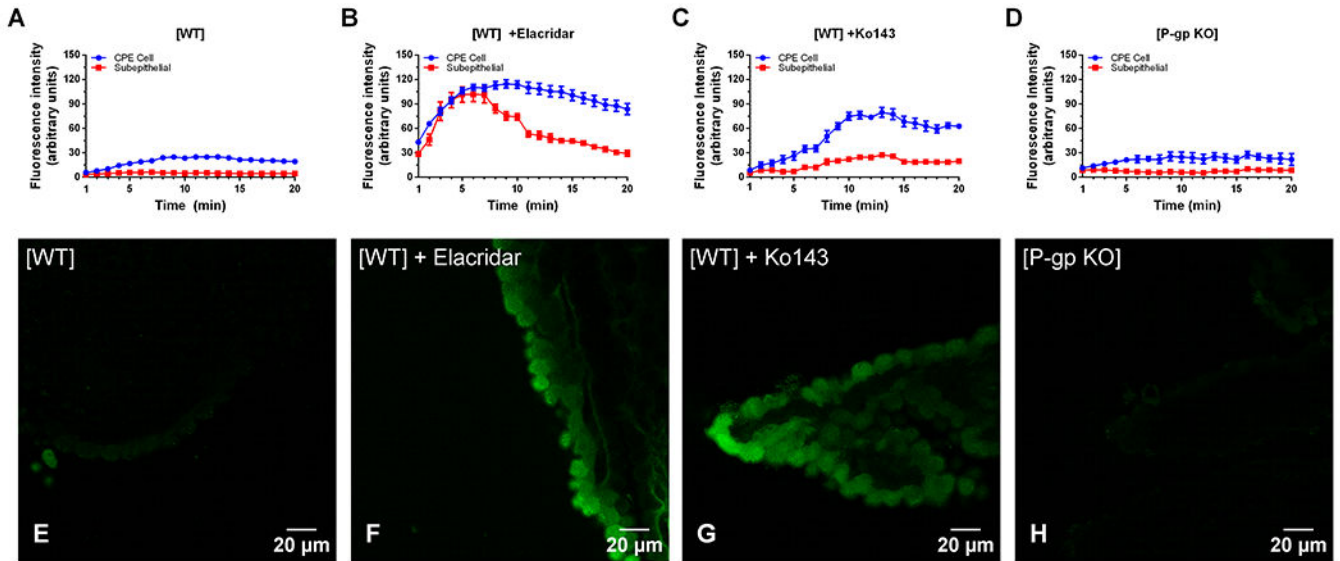 A
[WT]
Fluorescence intensity
(arbitrary units)
150
120
90
60
30
0
CPE Cell
Subepithelial
1
5
10
15
20
Time (min)
B
[WT] +Elacridar
Fluorescence intensity
(arbitrary units)
150
120
90
60
30
0
CPE Cell
Subepithelial
1
5
10
15
20
Time (min)
C
[WT] +Ko143
Fluorescence intensity
(arbitrary units)
150
120
90
60
30
0
CPE Cell
Subepithelial
1
5
10
15
20
Time (min)
D
[P-gp KO]
Fluorescence intensity
(arbitrary units)
150
120
90
60
30
0
CPE Cell
Subepithelial
1
5
10
15
20
Time (min)
[WT]
E
20 µm
[WT] + Elacridar
F
20 µm
[WT] + Ko143
G
20 µm
[P-gp KO]
H
20 µm